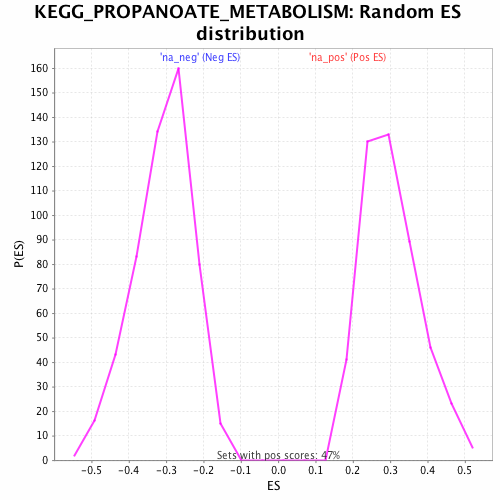 KEGG_PROPANOATE_METABOLISM: Random ES
distribution
'na_neg' (Neg ES) 'na_pos' (Pos ES)
160
150
140
130
120
110
100
90
80
70
60
50
40
30
20
10
0
P(ES)
Sets with pos scores: 47%
-0.5 -0.4 -0.3 -0.2 -0.1 0.0 0.1 0.2 0.3 0.4 0.5
ES